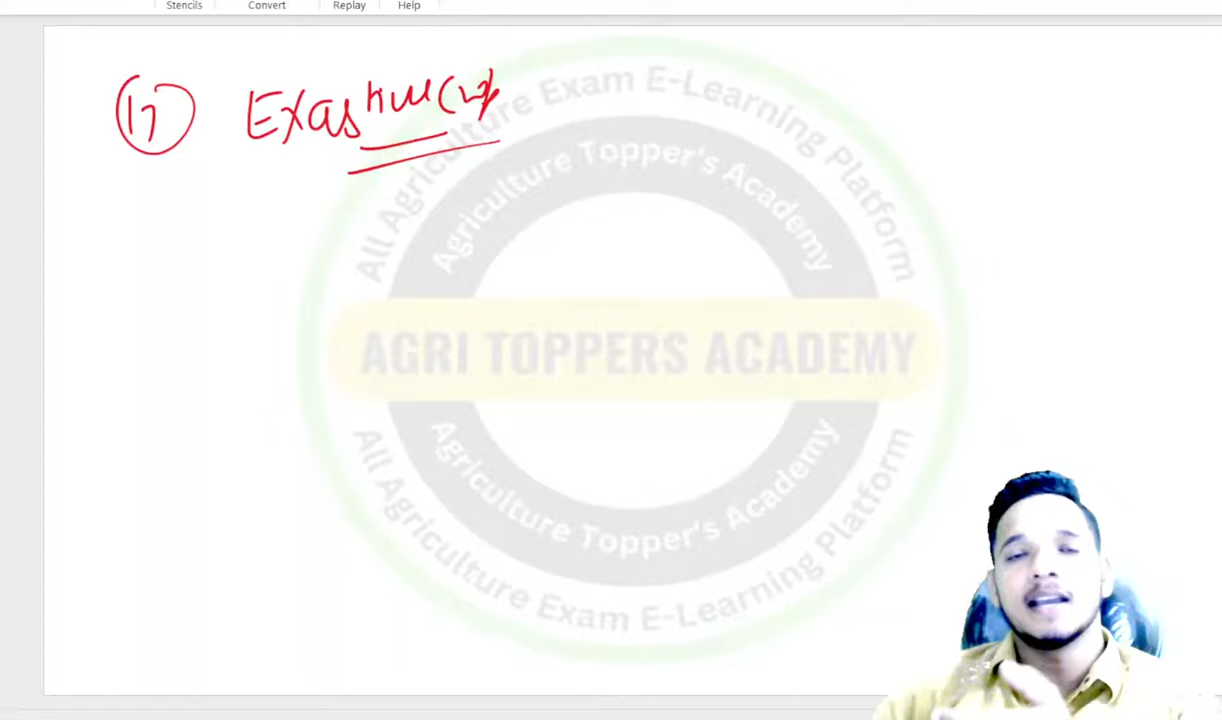 Stencils Convert Replay Help
17
All Agriculture Exam E-Learning Platform
Agriculture Topper's Academy
AGRI TOPPERS ACADEMY
Agriculture Topper's Academy
All Agriculture Exam E-Learning Platform